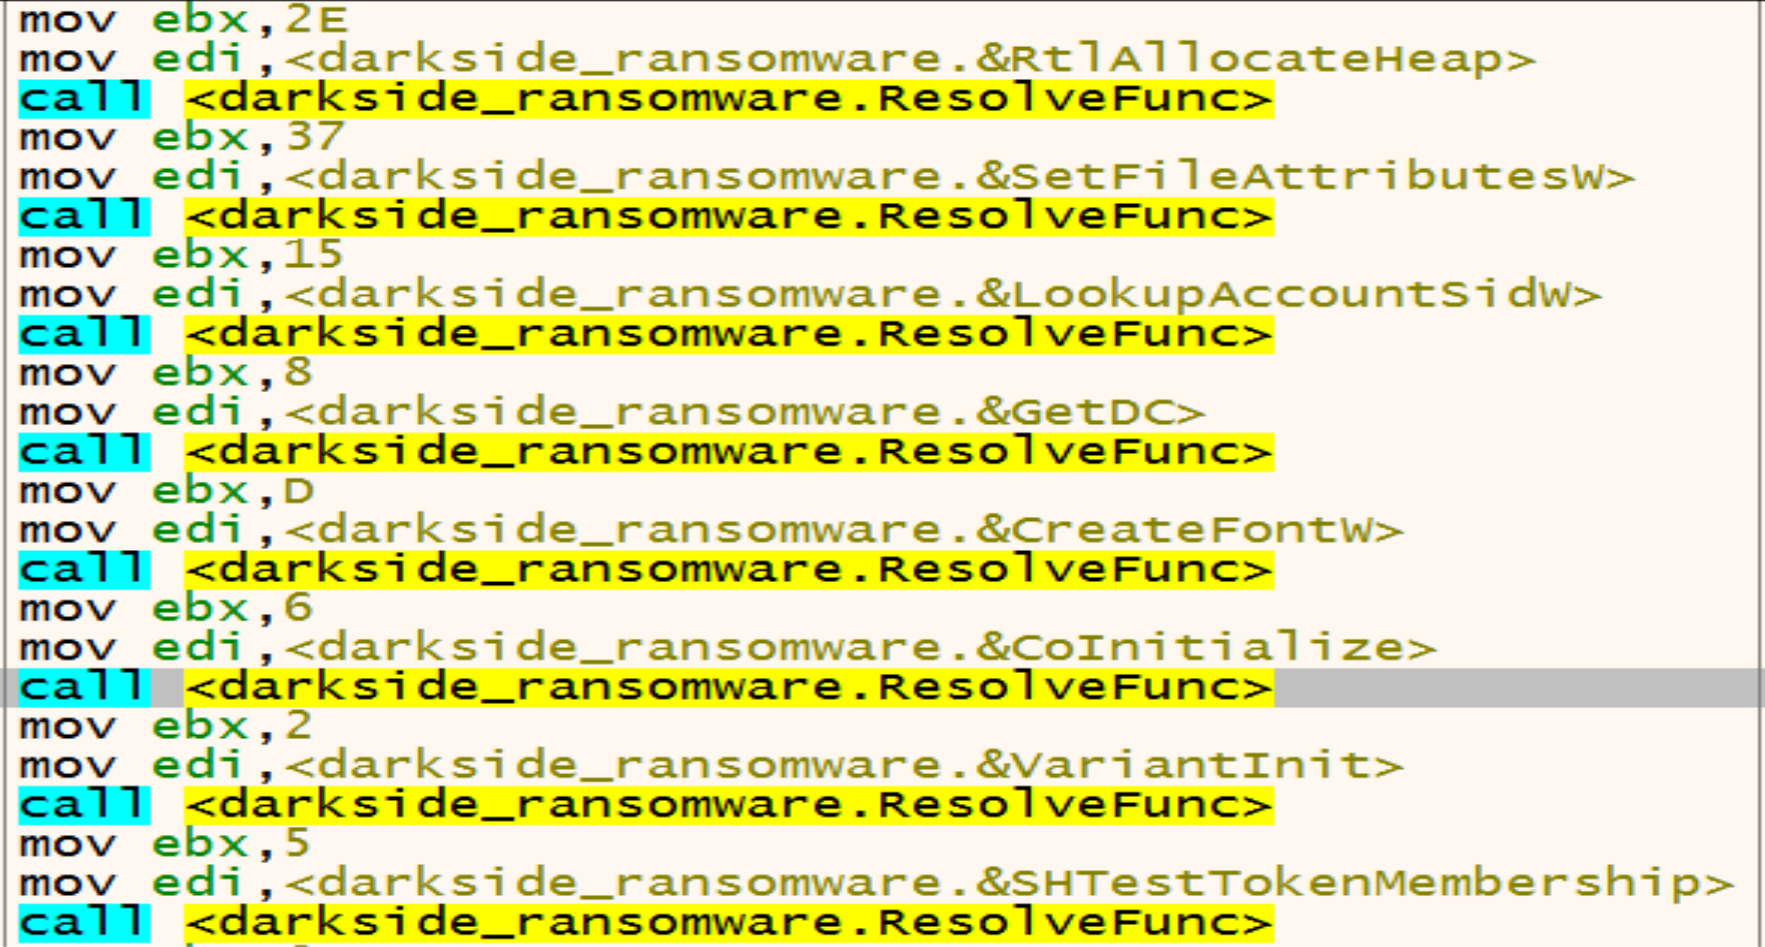 mov ebx,2E
mov edi,<darkside_ransomware.&RtlAllocateHeap>
call <darkside_ransomware.ResolveFunc>
mov ebx,37
mov edi,<darkside_ransomware.&SetFileAttributesW>
call <darkside_ransomware.ResolveFunc>
mov ebx,15
mov edi,<darkside_ransomware.&LookupAccountSidW>
call <darkside_ransomware.ResolveFunc>
mov ebx,8
mov edi,<darkside_ransomware.&GetDC>
call <darkside_ransomware.ResolveFunc>
mov ebx,D
mov edi,<darkside_ransomware.&CreateFontW>
call <darkside_ransomware.ResolveFunc>
mov ebx,6
mov edi,<darkside_ransomware.&CoInitialize>
call <darkside_ransomware.ResolveFunc>
mov ebx,2
mov edi,<darkside_ransomware.&VariantInit>
call <darkside_ransomware.ResolveFunc>
mov ebx,5
mov edi,<darkside_ransomware.&SHTestTokenMembership>
call <darkside_ransomware.ResolveFunc>